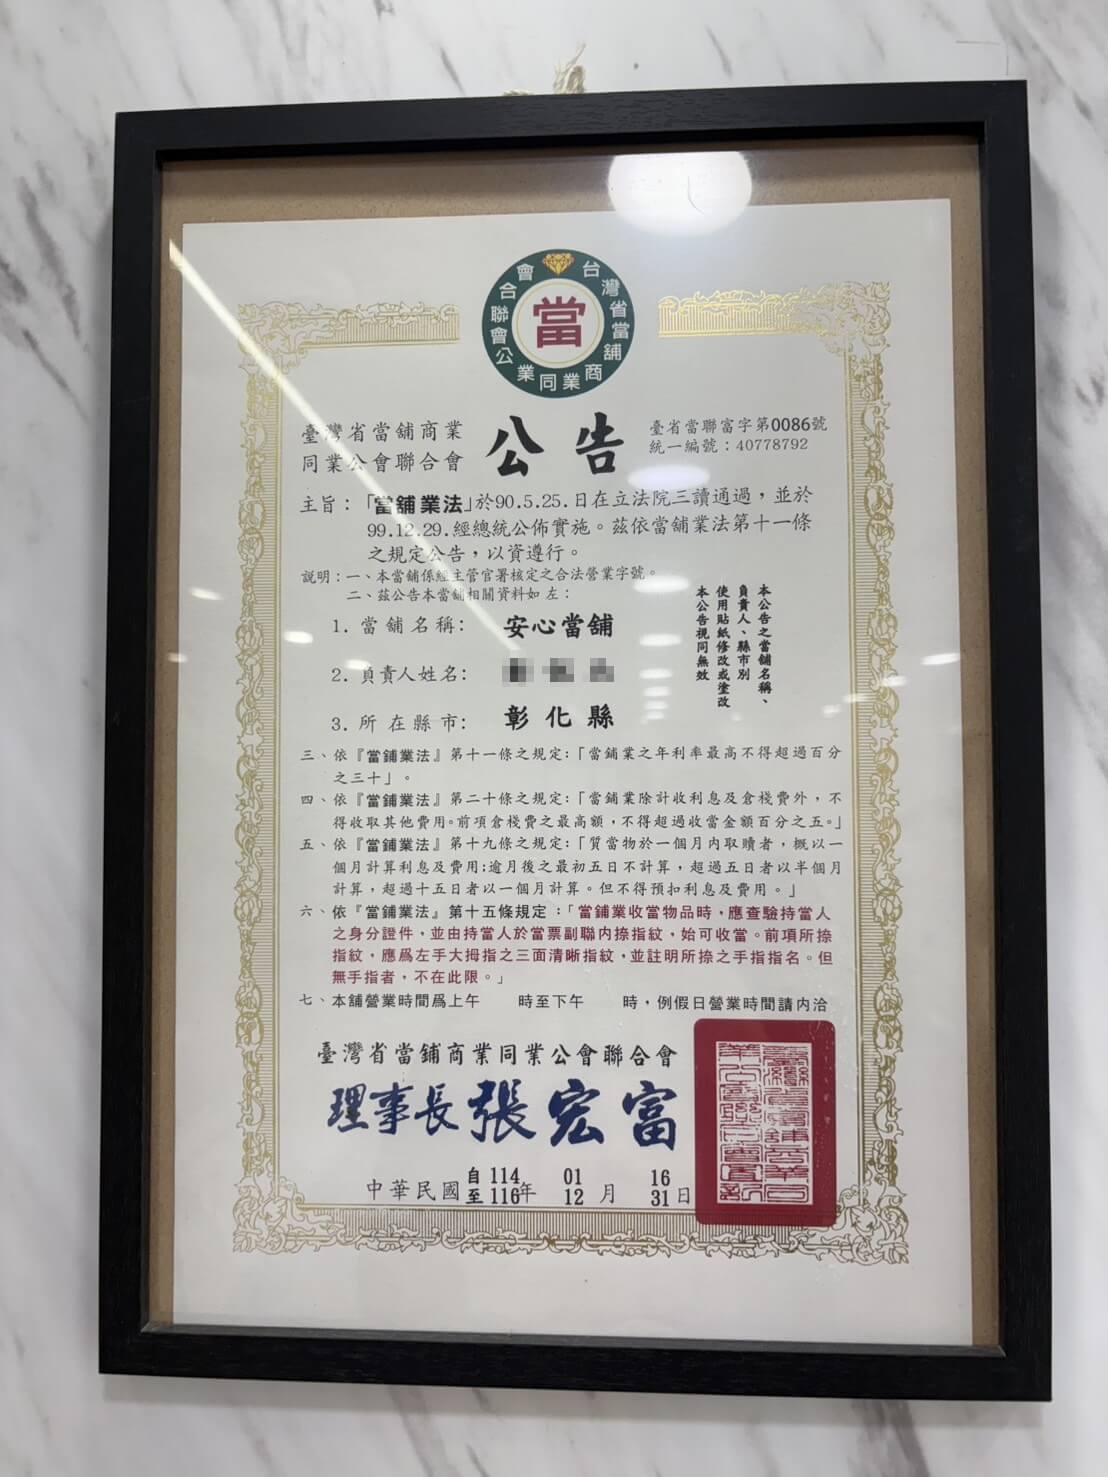 台灣省當舖商業同業公會聯合會
當
臺灣省當舖商業
同業公會聯合會
公告
臺省當聯富字第0086號
統一編號：40778792
主旨：「當舖業法」於90.5.25.日在立法院三讀通過，並於
99.12.29.經總統公佈實施。茲依當舖業法第十一條
之規定公告，以資遵行。
說明：一、本當舖係經主管官署核定之合法營業字號。
二、茲公告本當舖相關資料如左：
1. 當舖名稱： 安心當舖
2. 負責人姓名：
3. 所在縣市： 彰化縣
本公告之當舖名稱、
負責人、縣市別
使用貼紙修改或塗改
本公告視同無效
三、依『當鋪業法』第十一條之規定：「當鋪業之年利率最高不得超過百分
之三十」。
四、依『當鋪業法』第二十條之規定：「當鋪業除計收利息及倉棧費外，不
得收取其他費用。前項倉棧費之最高額，不得超過收當金額百分之五。」
五、依『當鋪業法』第十九條之規定：「質當物於一個月內取贖者，概以一
個月計算利息及費用；逾月後之最初五日不計算，超過五日者以半個月
計算，超過十五日者以一個月計算。但不得預扣利息及費用。」
六、依『當鋪業法』第十五條規定：「當鋪業收當物品時，應查驗持當人
之身分證件，並由持當人於當票副聯內捺指紋，始可收當。前項所捺
指紋，應為左手大拇指之三面清晰指紋，並註明所捺之手指指名。但
無手指者，不在此限。」
七、本舖營業時間為上午　時至下午　時，例假日營業時間請內洽
臺灣省當鋪商業同業公會聯合會
理事長 張宏富
中華民國 自114 01 16
至116年 12 月 31日